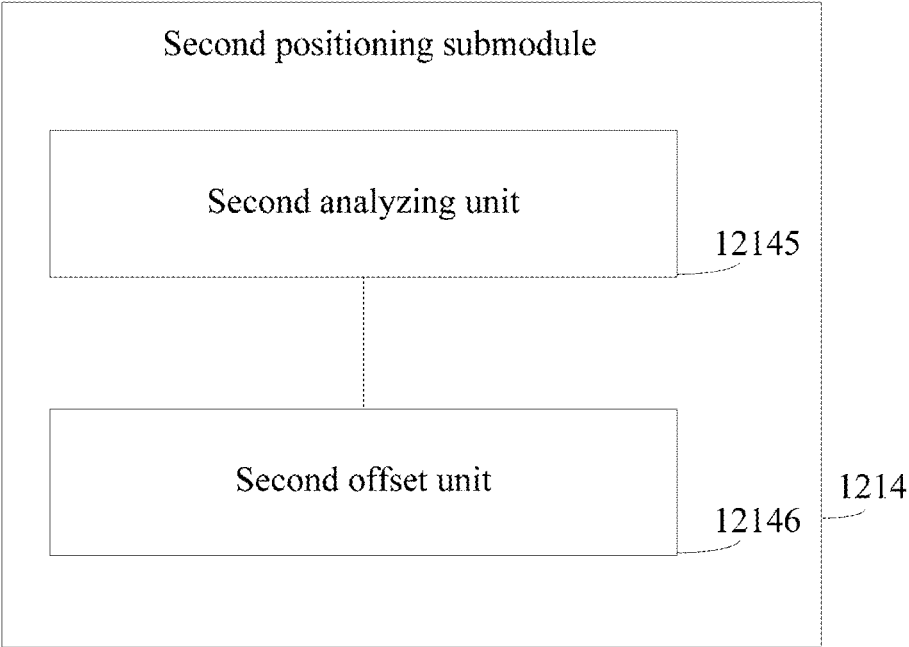 Second positioning submodule
Second analyzing unit
12145
Second offset unit
1214
12146